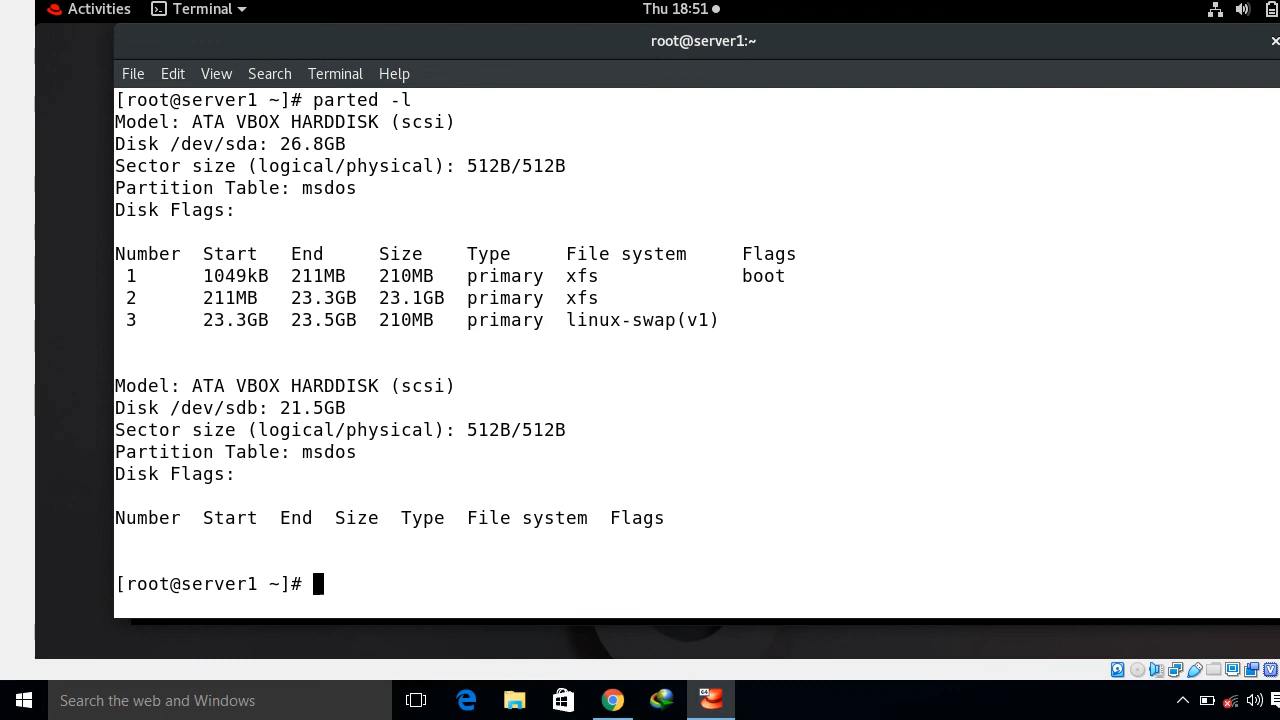 Activities Terminal Thu 18:51
root@server1:~
File Edit View Search Terminal Help
[root@server1 ~]# parted -l
Model: ATA VBOX HARDDISK (scsi)
Disk /dev/sda: 26.8GB
Sector size (logical/physical): 512B/512B
Partition Table: msdos
Disk Flags:
Number Start End Size Type File system Flags
1 1049kB 211MB 210MB primary xfs boot
2 211MB 23.3GB 23.1GB primary xfs
3 23.3GB 23.5GB 210MB primary linux-swap(v1)
Model: ATA VBOX HARDDISK (scsi)
Disk /dev/sdb: 21.5GB
Sector size (logical/physical): 512B/512B
Partition Table: msdos
Disk Flags:
Number Start End Size Type File system Flags
[root@server1 ~]#
Search the web and Windows